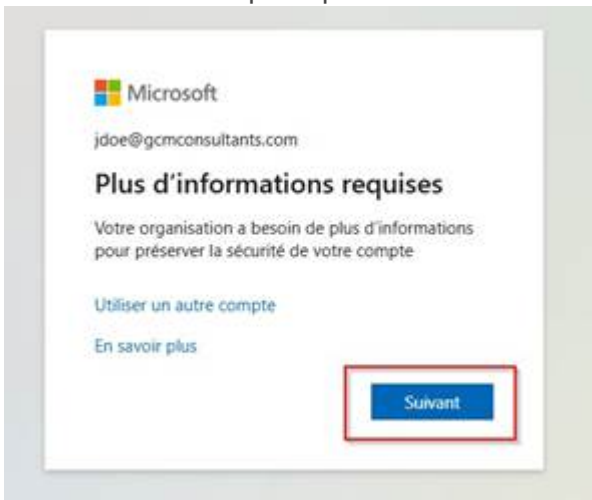 Microsoft
jdoe@gcmconsultants.com
Plus d'informations requises
Votre organisation a besoin de plus d'informations
pour préserver la sécurité de votre compte
Utiliser un autre compte
En savoir plus
Suivant